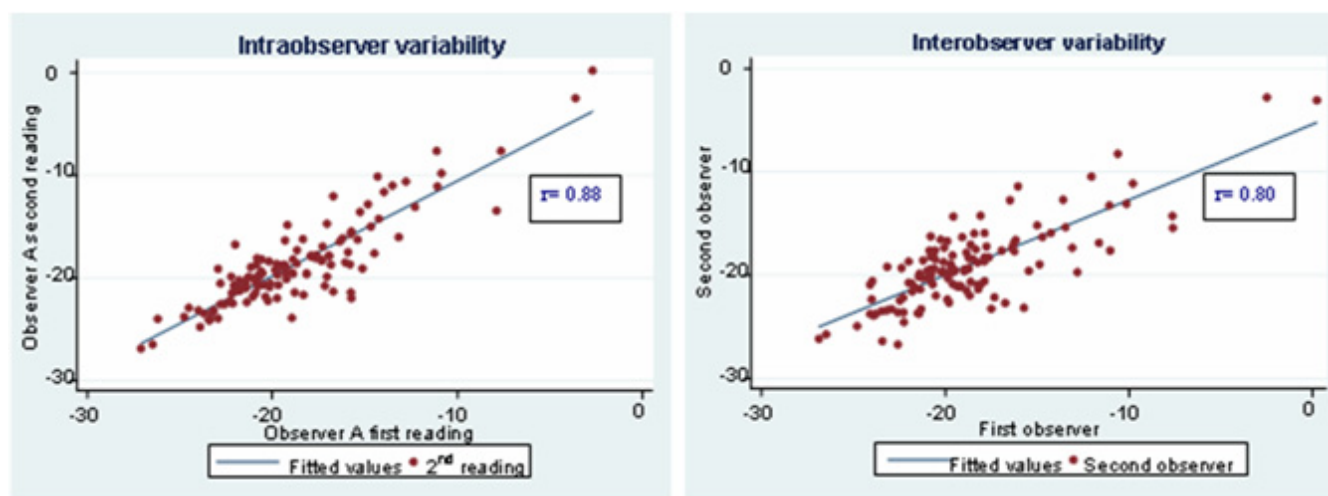 Intraobserver variability
Observer A second reading
0
-10
-20
-30
r= 0.88
-30
-20
-10
0
Observer A first reading
Fitted values 2rd reading
Interobserver variability
Second observer
0
-10
-20
-30
r= 0.80
-30
-20
-10
0
First observer
Fitted values Second observer